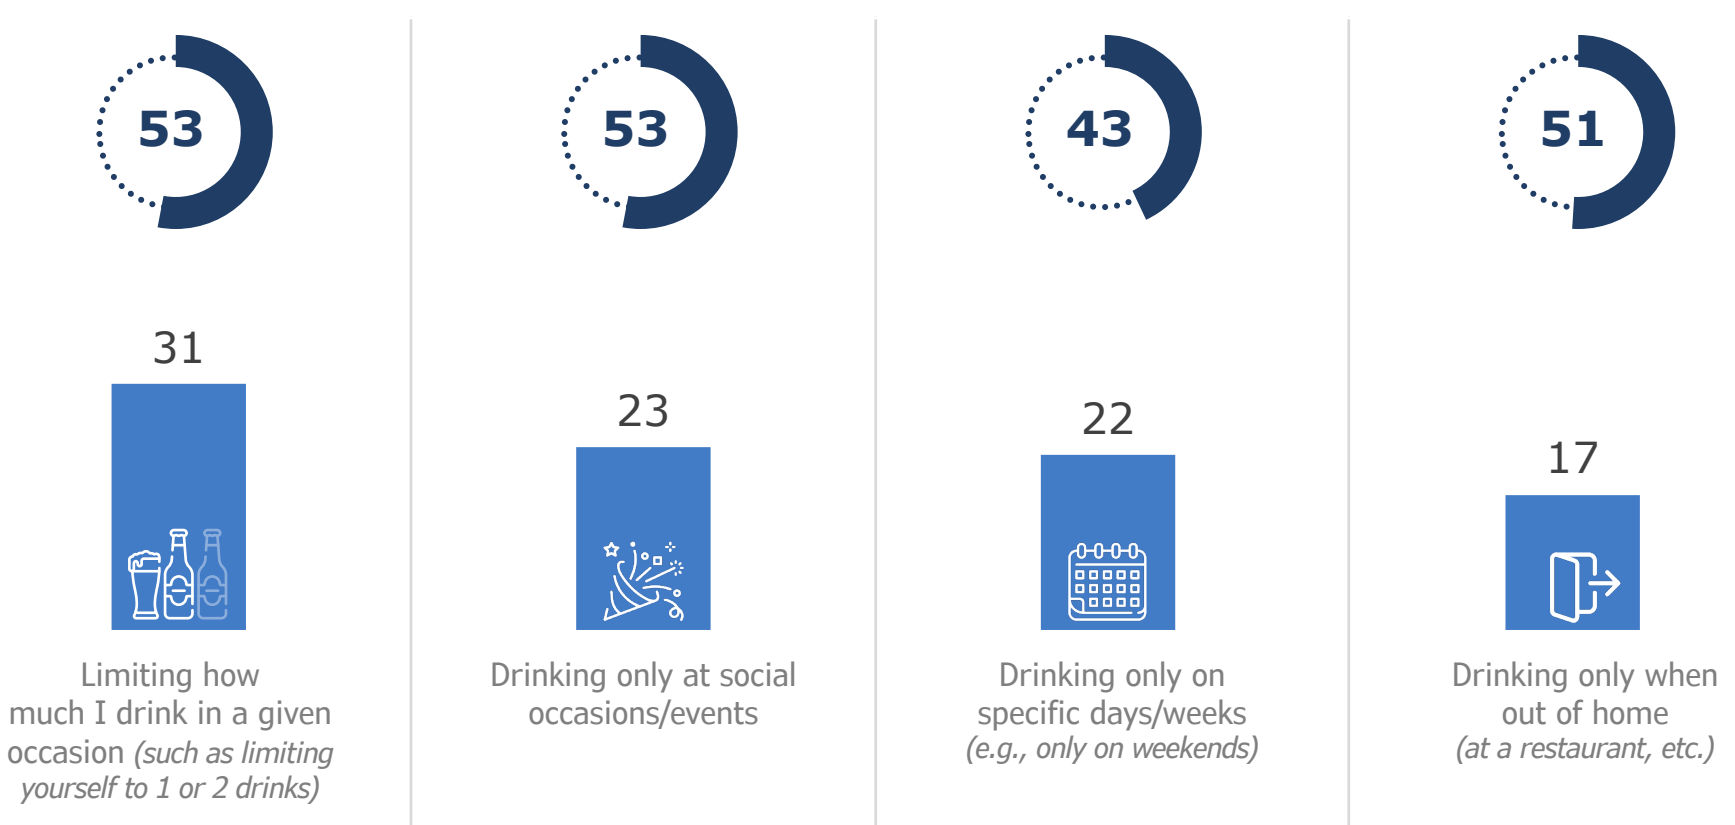 53
53
43
51
31
23
22
17
Limiting how
much I drink in a given
occasion (such as limiting
yourself to 1 or 2 drinks)
Drinking only at social
occasions/events
Drinking only on
specific days/weeks
(e.g., only on weekends)
Drinking only when
out of home
(at a restaurant, etc.)